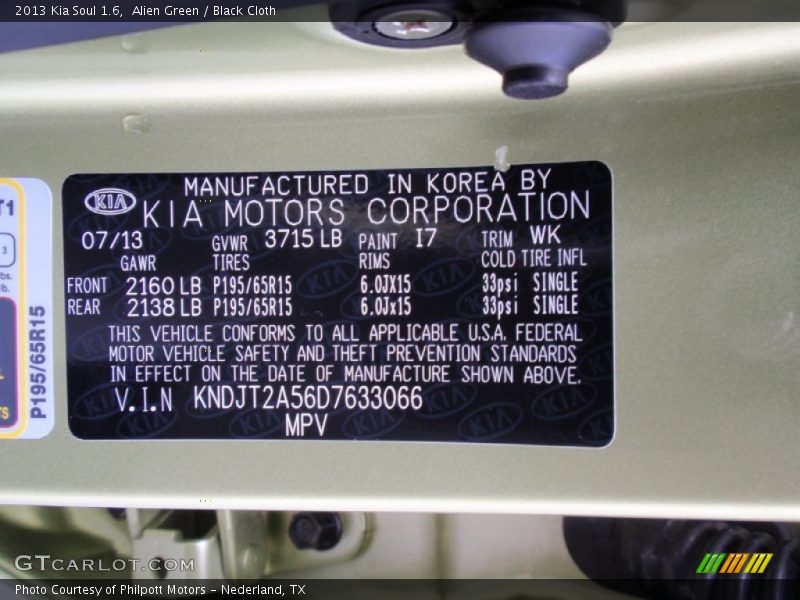 2013 Kia Soul 1.6, Alien Green / Black Cloth
KIA
MANUFACTURED IN KOREA BY
KIA MOTORS CORPORATION
07/13 GVWR 3715 LB PAINT I7 TRIM WK
GAWR TIRES RIMS COLD TIRE INFL
FRONT 2160 LB P195/65R15 6.0JX15 33psi SINGLE
REAR 2138 LB P195/65R15 6.0Jx15 33psi SINGLE
THIS VEHICLE CONFORMS TO ALL APPLICABLE U.S.A. FEDERAL
MOTOR VEHICLE SAFETY AND THEFT PREVENTION STANDARDS
IN EFFECT ON THE DATE OF MANUFACTURE SHOWN ABOVE.
V.I.N KNDJT2A56D7633066
MPV
P195/65R15
GTCARLOT.COM
Photo Courtesy of Philpott Motors - Nederland, TX